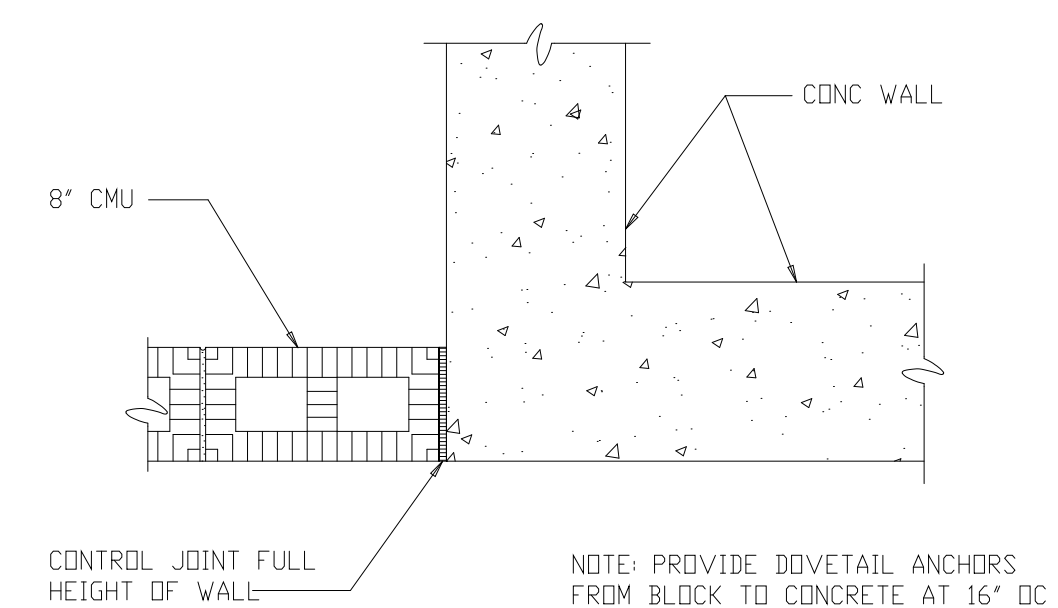 CONC WALL
8" CMU
CONTROL JOINT FULL
HEIGHT OF WALL
NOTE: PROVIDE DOVETAIL ANCHORS
FROM BLOCK TO CONCRETE AT 16" OC